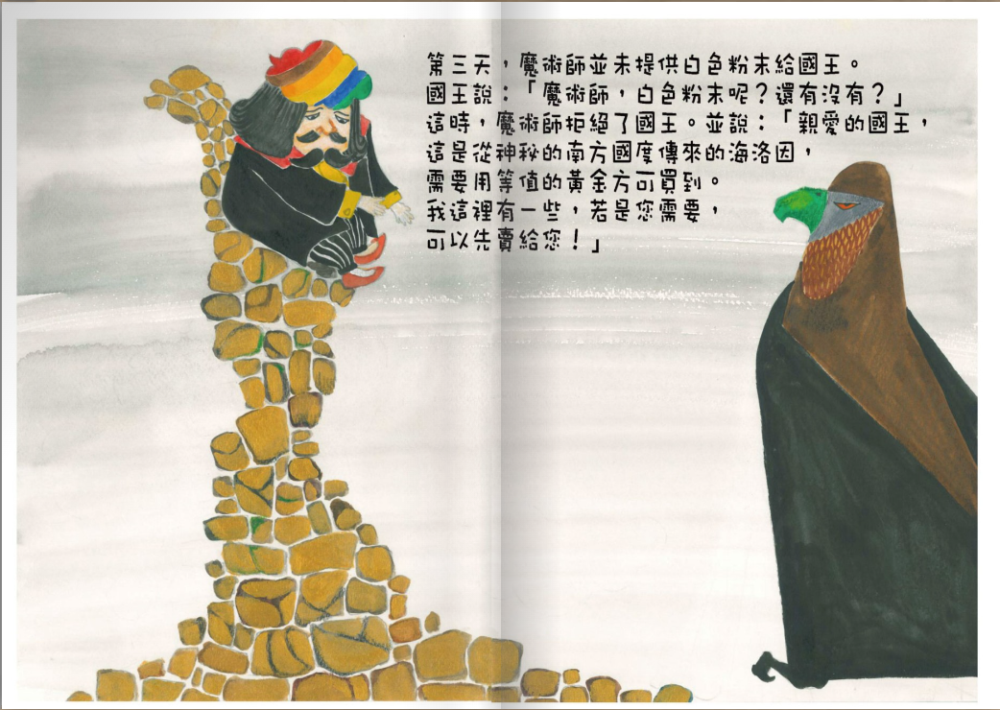 第三天，魔術師並未提供白色粉末給國王。
國王說：「魔術師，白色粉末呢？還有沒有？」
這時，魔術師拒絕了國王。並說：「親愛的國王，
這是從神秘的南方國度傳來的海洛因，
需要用等值的黃金方可買到。
我這裡有一些，若是您需要，
可以先賣給您！」